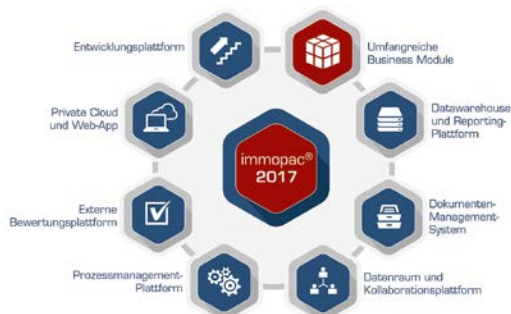 Entwicklungsplattform
Umfangreiche
Business Module
Private Cloud
und Web-App
Datawarehouse
und Reporting-
Plattform
immopac®
2017
Externe
Bewertungsplattform
Dokumenten-
Management-
System
Prozessmanagement-
Plattform
Datenraum und
Kollaborationsplattform